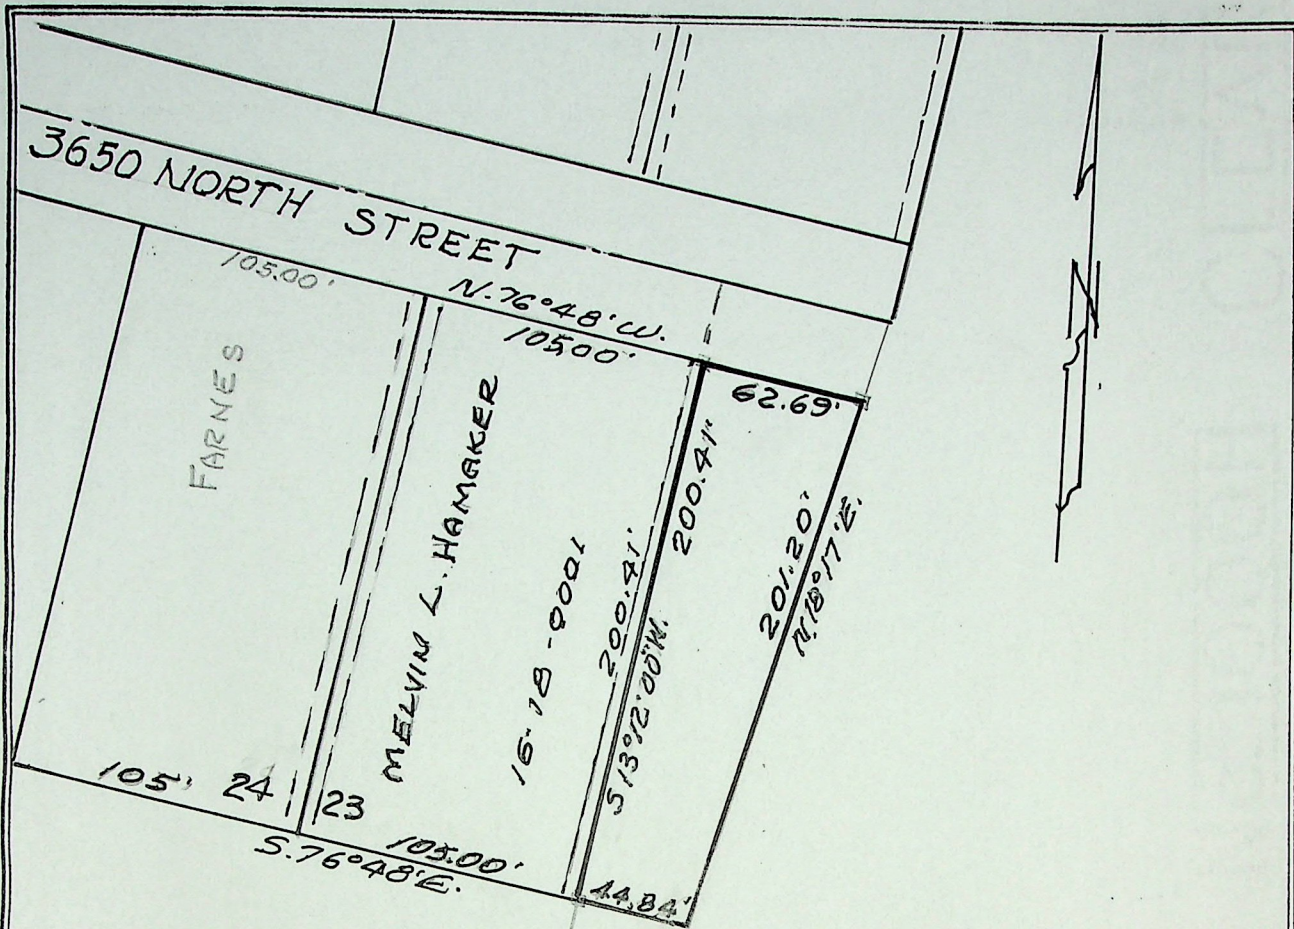 3650 NORTH STREET
105.00'
N.76°48'W.
105.00'
62.69'
FARNES
MELVIN L. HAMAKER
16-18-0001
200.41'
S13°12'00"W.
200.41'
201.20'
N.18°17'E.
105'
24
23
105.00'
S.76°48'E.
44.84'